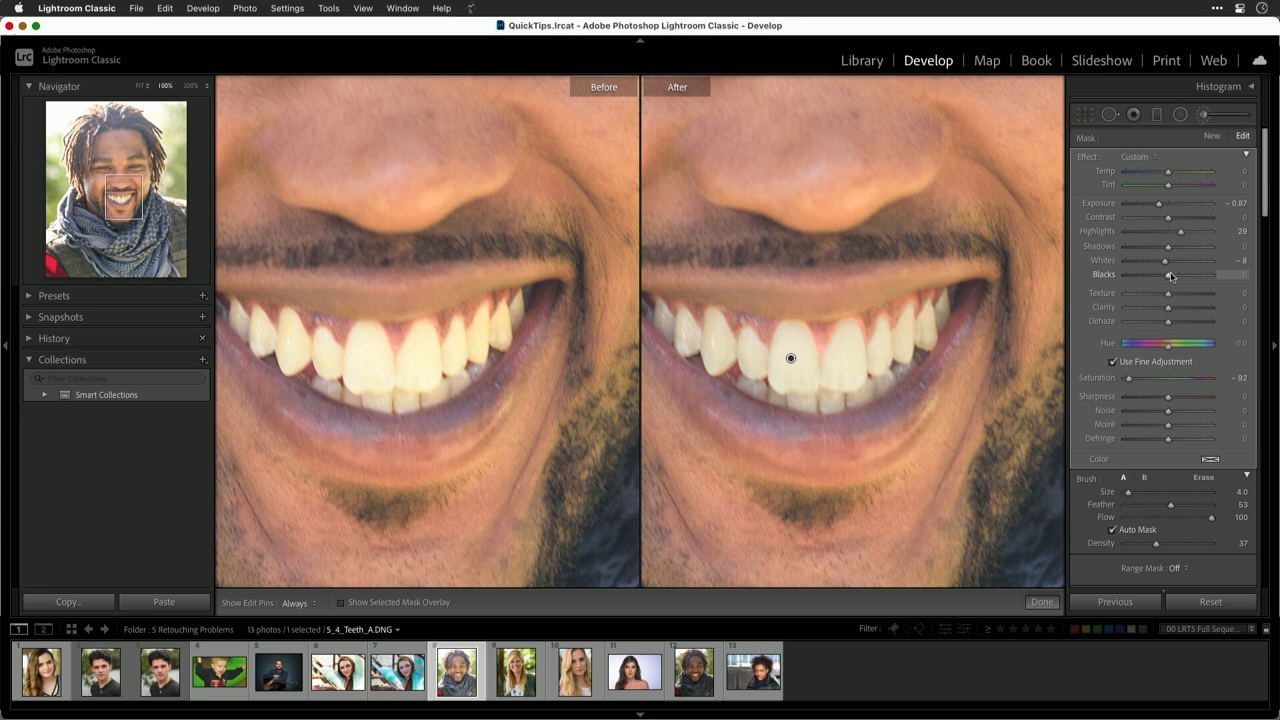 Lightroom Classic File Edit Develop Photo Settings Tools View Window Help
QuickTips.lrcat - Adobe Photoshop Lightroom Classic - Develop
Lrc
Adobe Photoshop
Lightroom Classic
Library Develop Map Book Slideshow Print Web
Navigator FIT 100% 200%
Presets
Snapshots
History
Collections
Filter Collections
Smart Collections
Copy... Paste
Before After
Show Edit Pins : Always Show Selected Mask Overlay Done
Histogram
Mask : New Edit
Effect : Custom
Temp 0
Tint 0
Exposure - 0.87
Contrast 0
Highlights 29
Shadows 0
Whites - 8
Blacks 0
Texture 0
Clarity 0
Dehaze 0
Hue 0.0
Use Fine Adjustment
Saturation - 92
Sharpness 0
Noise 0
Moiré 0
Defringe 0
Color
Brush : A B Erase
Size 4.0
Feather 53
Flow 100
Auto Mask
Density 37
Range Mask : Off
Previous Reset
1 2 Folder : 5 Retouching Problems 13 photos / 1 selected / 5_4_Teeth_A.DNG Filter : 00 LRTS Full Seque...
1 2 3 4 5 6 7 8 9 10 11 12 13